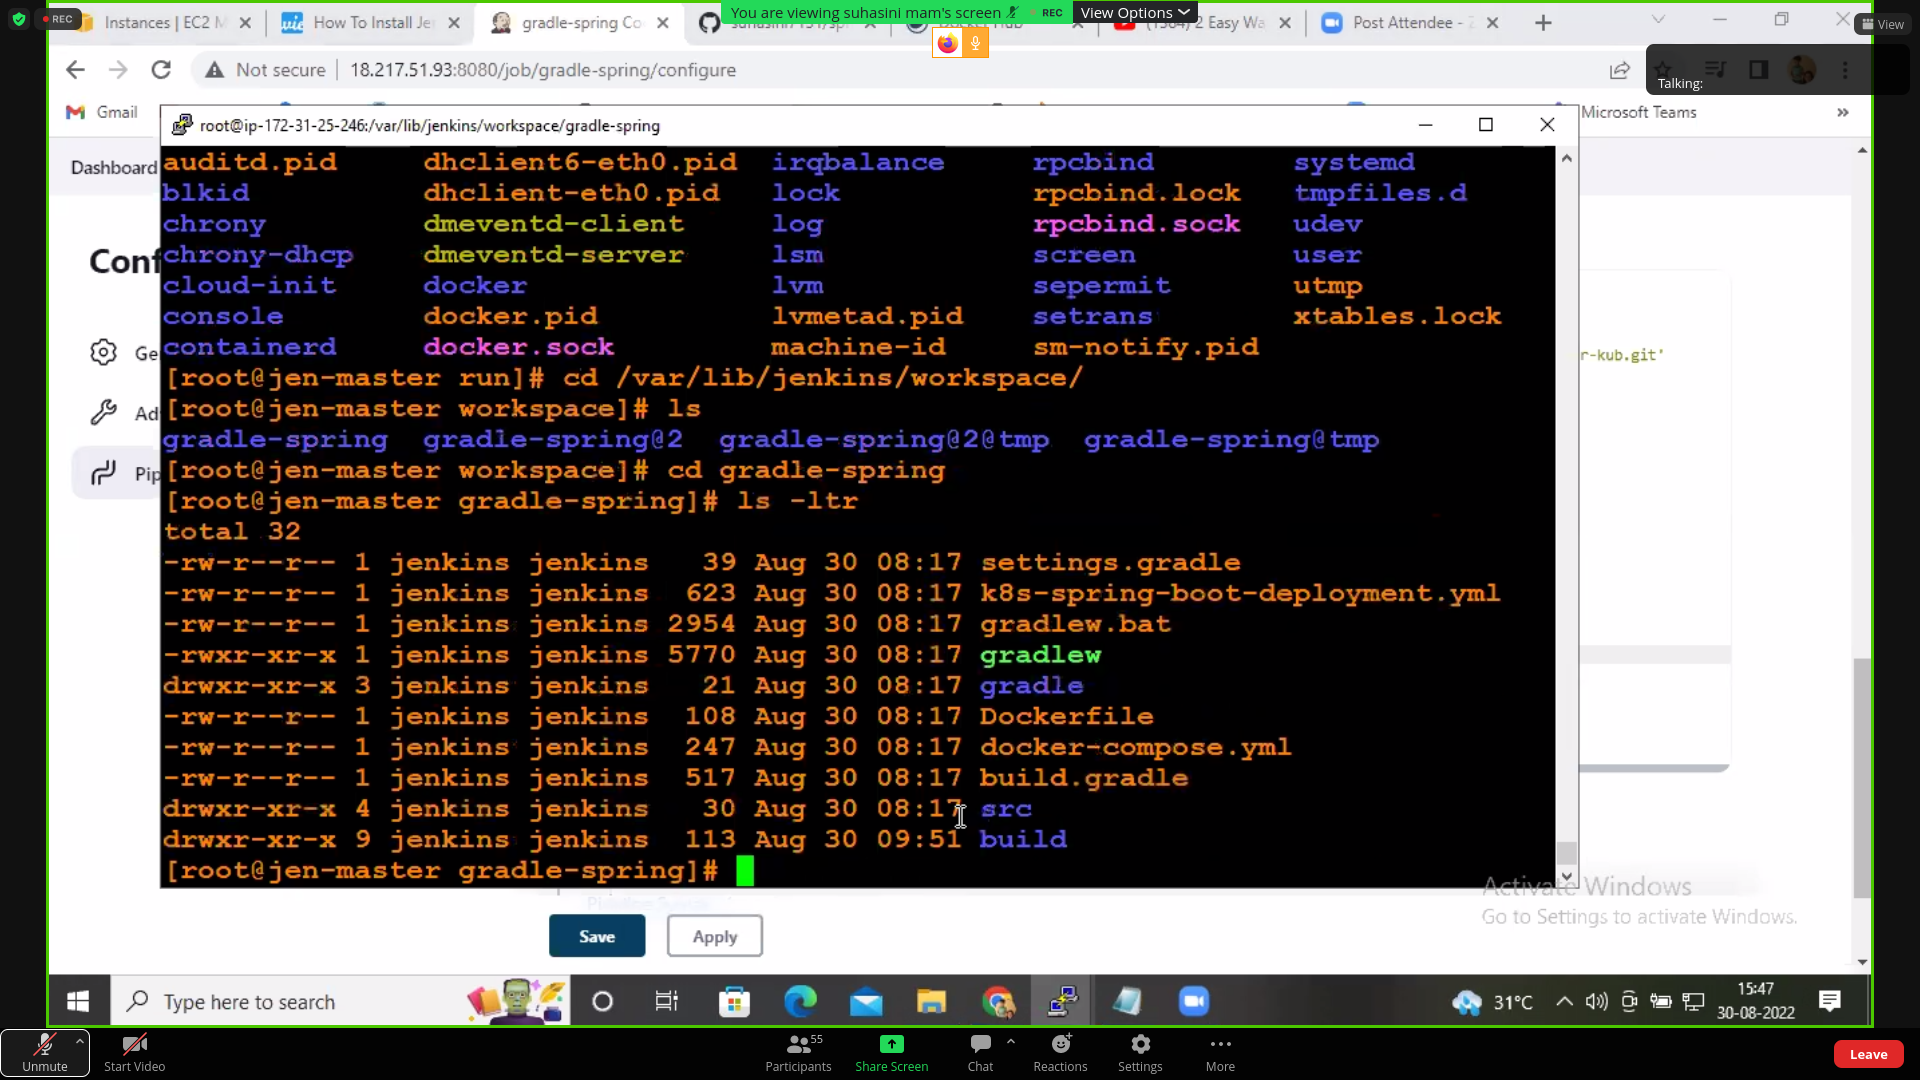 REC
You are viewing suhasini mam's screen
REC
View Options
View
Instances | EC2 M
How To Install Jen
gradle-spring Co
2 Easy Wa
Post Attendee -
Not secure
18.217.51.93:8080/job/gradle-spring/configure
Talking:
Gmail
Microsoft Teams
Dashboard
root@ip-172-31-25-246:/var/lib/jenkins/workspace/gradle-spring
auditd.pid dhclient6-eth0.pid irqbalance rpcbind systemd
blkid dhclient-eth0.pid lock rpcbind.lock tmpfiles.d
chrony dmeventd-client log rpcbind.sock udev
chrony-dhcp dmeventd-server lsm screen user
cloud-init docker lvm sepermit utmp
console docker.pid lvmetad.pid setrans xtables.lock
containerd docker.sock machine-id sm-notify.pid
[root@jen-master run]# cd /var/lib/jenkins/workspace/
[root@jen-master workspace]# ls
gradle-spring gradle-spring@2 gradle-spring@2@tmp gradle-spring@tmp
[root@jen-master workspace]# cd gradle-spring
[root@jen-master gradle-spring]# ls -ltr
total 32
-rw-r--r-- 1 jenkins jenkins 39 Aug 30 08:17 settings.gradle
-rw-r--r-- 1 jenkins jenkins 623 Aug 30 08:17 k8s-spring-boot-deployment.yml
-rw-r--r-- 1 jenkins jenkins 2954 Aug 30 08:17 gradlew.bat
-rwxr-xr-x 1 jenkins jenkins 5770 Aug 30 08:17 gradlew
drwxr-xr-x 3 jenkins jenkins 21 Aug 30 08:17 gradle
-rw-r--r-- 1 jenkins jenkins 108 Aug 30 08:17 Dockerfile
-rw-r--r-- 1 jenkins jenkins 247 Aug 30 08:17 docker-compose.yml
-rw-r--r-- 1 jenkins jenkins 517 Aug 30 08:17 build.gradle
drwxr-xr-x 4 jenkins jenkins 30 Aug 30 08:17 src
drwxr-xr-x 9 jenkins jenkins 113 Aug 30 09:51 build
[root@jen-master gradle-spring]#
Conf
Ge
Ad
Pip
r-kub.git'
Save
Apply
Activate Windows
Go to Settings to activate Windows.
Type here to search
31°C
15:47
30-08-2022
Unmute
Start Video
Participants
55
Share Screen
Chat
Reactions
Settings
More
Leave